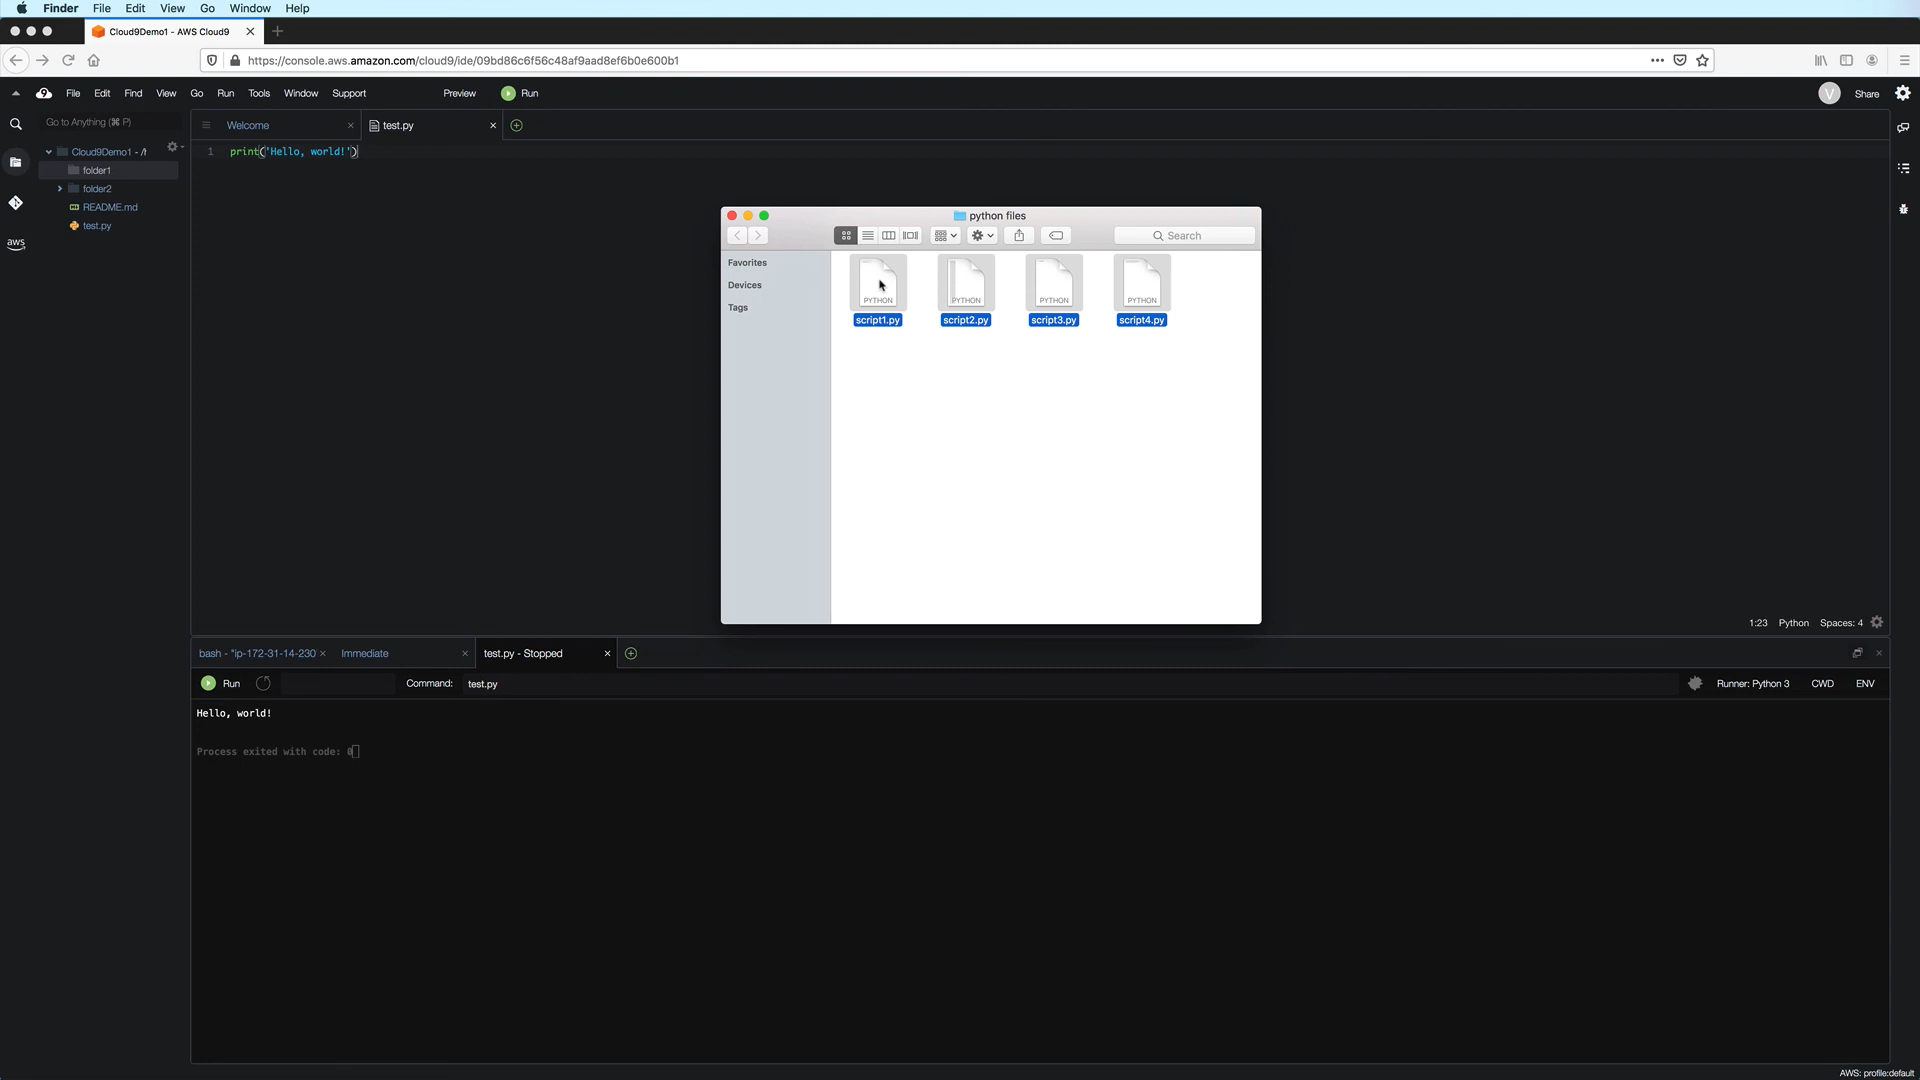 Finder File Edit View Go Window Help
Cloud9Demo1 - AWS Cloud9
https://console.aws.amazon.com/cloud9/ide/09bd86c6f56c48af9aad8ef6b0e600b1
9 File Edit Find View Go Run Tools Window Support Preview Run V Share
Go to Anything (⌘ P)
Welcome test.py
Cloud9Demo1 - /
folder1
folder2
README.md
test.py
aws
1 print('Hello, world!')
python files
Search
Favorites
Devices
Tags
PYTHON PYTHON PYTHON PYTHON
script1.py script2.py script3.py script4.py
1:23 Python Spaces: 4
bash - "ip-172-31-14-230 Immediate test.py - Stopped
Run Command: test.py Runner: Python 3 CWD ENV
Hello, world!
Process exited with code: 0
AWS: profile:default